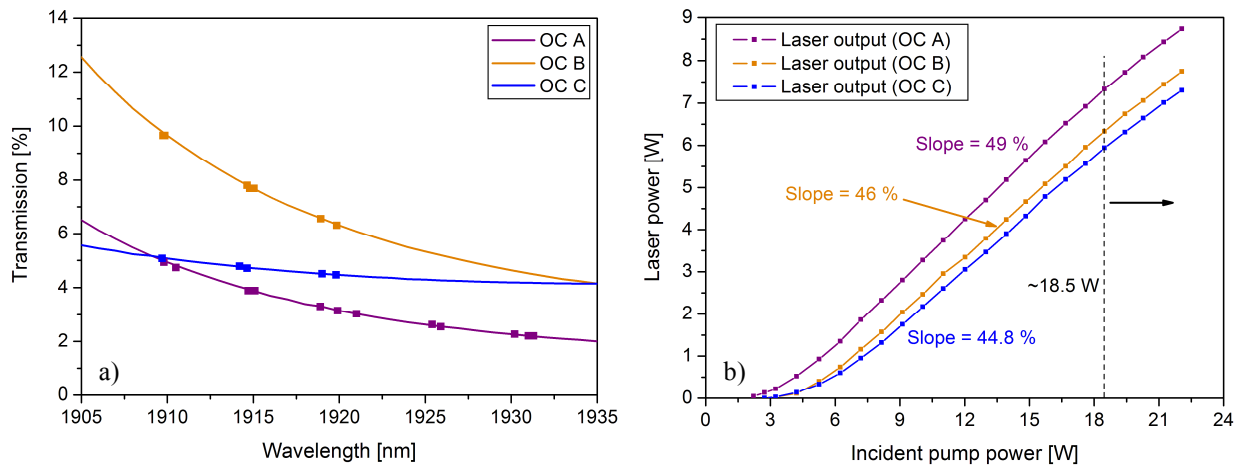 14
12
10
8
6
4
2
0
Transmission [%]
OC A
OC B
OC C
a)
1905 1910 1915 1920 1925 1930 1935
Wavelength [nm]
9
8
7
6
5
4
3
2
1
0
Laser power [W]
Laser output (OC A)
Laser output (OC B)
Laser output (OC C)
Slope = 49 %
Slope = 46 %
~18.5 W
Slope = 44.8 %
b)
0 3 6 9 12 15 18 21 24
Incident pump power [W]